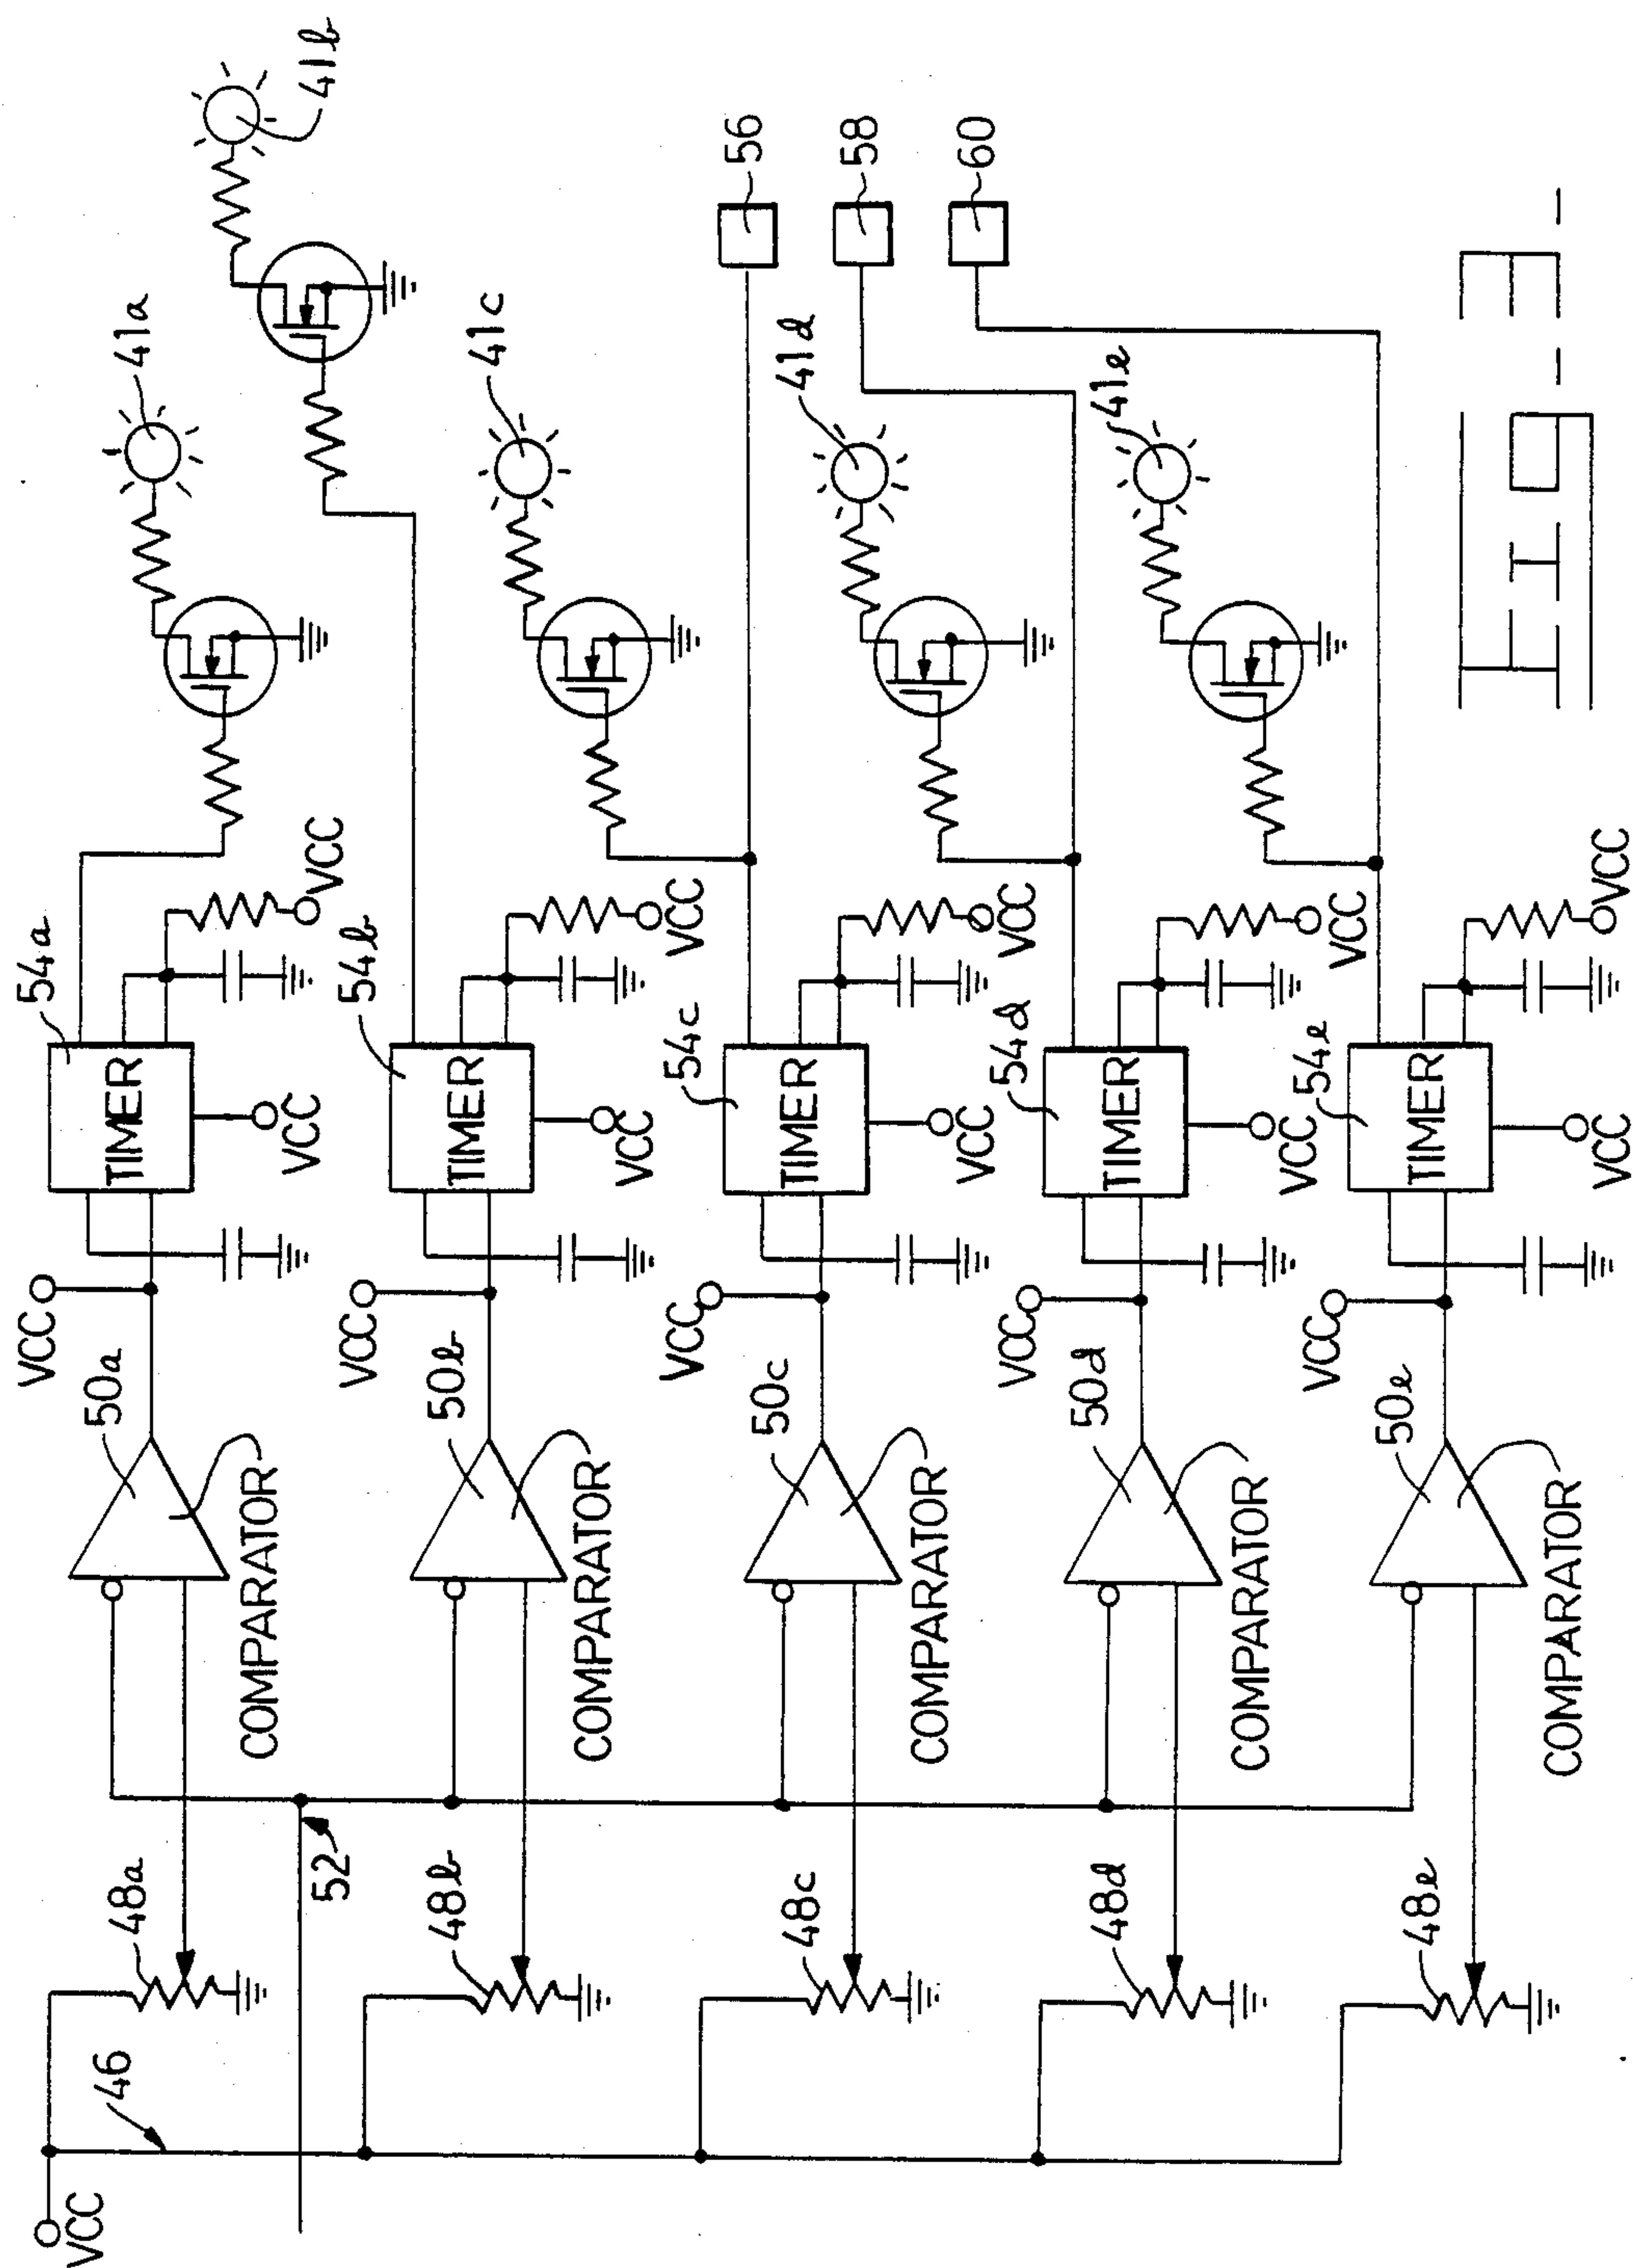 VCC
46
48a
52
50a
COMPARATOR
VCC
54a
TIMER
VCC
VCC
41a
41b
48b
50b
COMPARATOR
VCC
54b
TIMER
VCC
VCC
41c
48c
50c
COMPARATOR
VCC
54c
TIMER
VCC
VCC
56
48d
50d
COMPARATOR
VCC
54d
TIMER
VCC
VCC
41d
58
48e
50e
COMPARATOR
VCC
54e
TIMER
VCC
VCC
41e
60
Fig. 3.